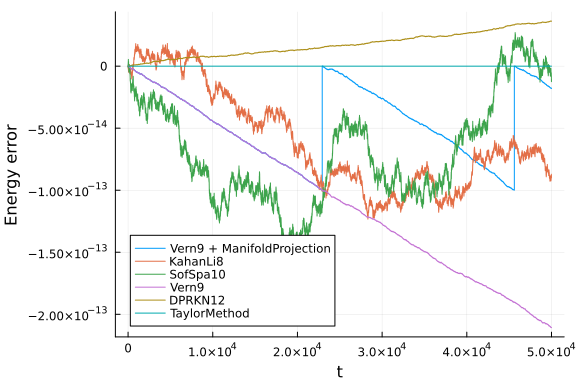 0
−5.00×10⁻¹⁴
−1.00×10⁻¹³
−1.50×10⁻¹³
−2.00×10⁻¹³
Energy error
Vern9 + ManifoldProjection
KahanLi8
SofSpa10
Vern9
DPRKN12
TaylorMethod
0 1.0×10⁴ 2.0×10⁴ 3.0×10⁴ 4.0×10⁴ 5.0×10⁴
t